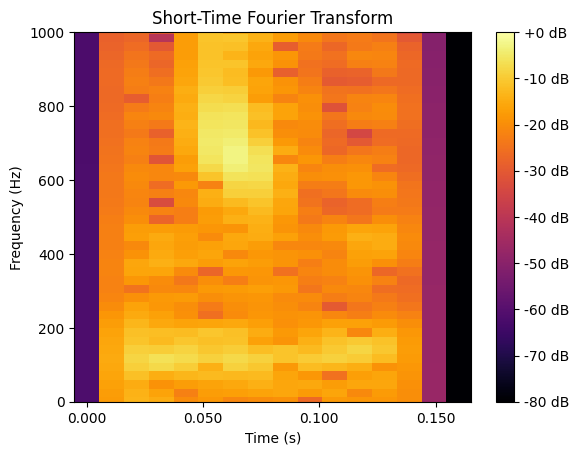 Short-Time Fourier Transform
1000
800
600
400
200
0
Frequency (Hz)
0.000
0.050
0.100
0.150
Time (s)
+0 dB
-10 dB
-20 dB
-30 dB
-40 dB
-50 dB
-60 dB
-70 dB
-80 dB